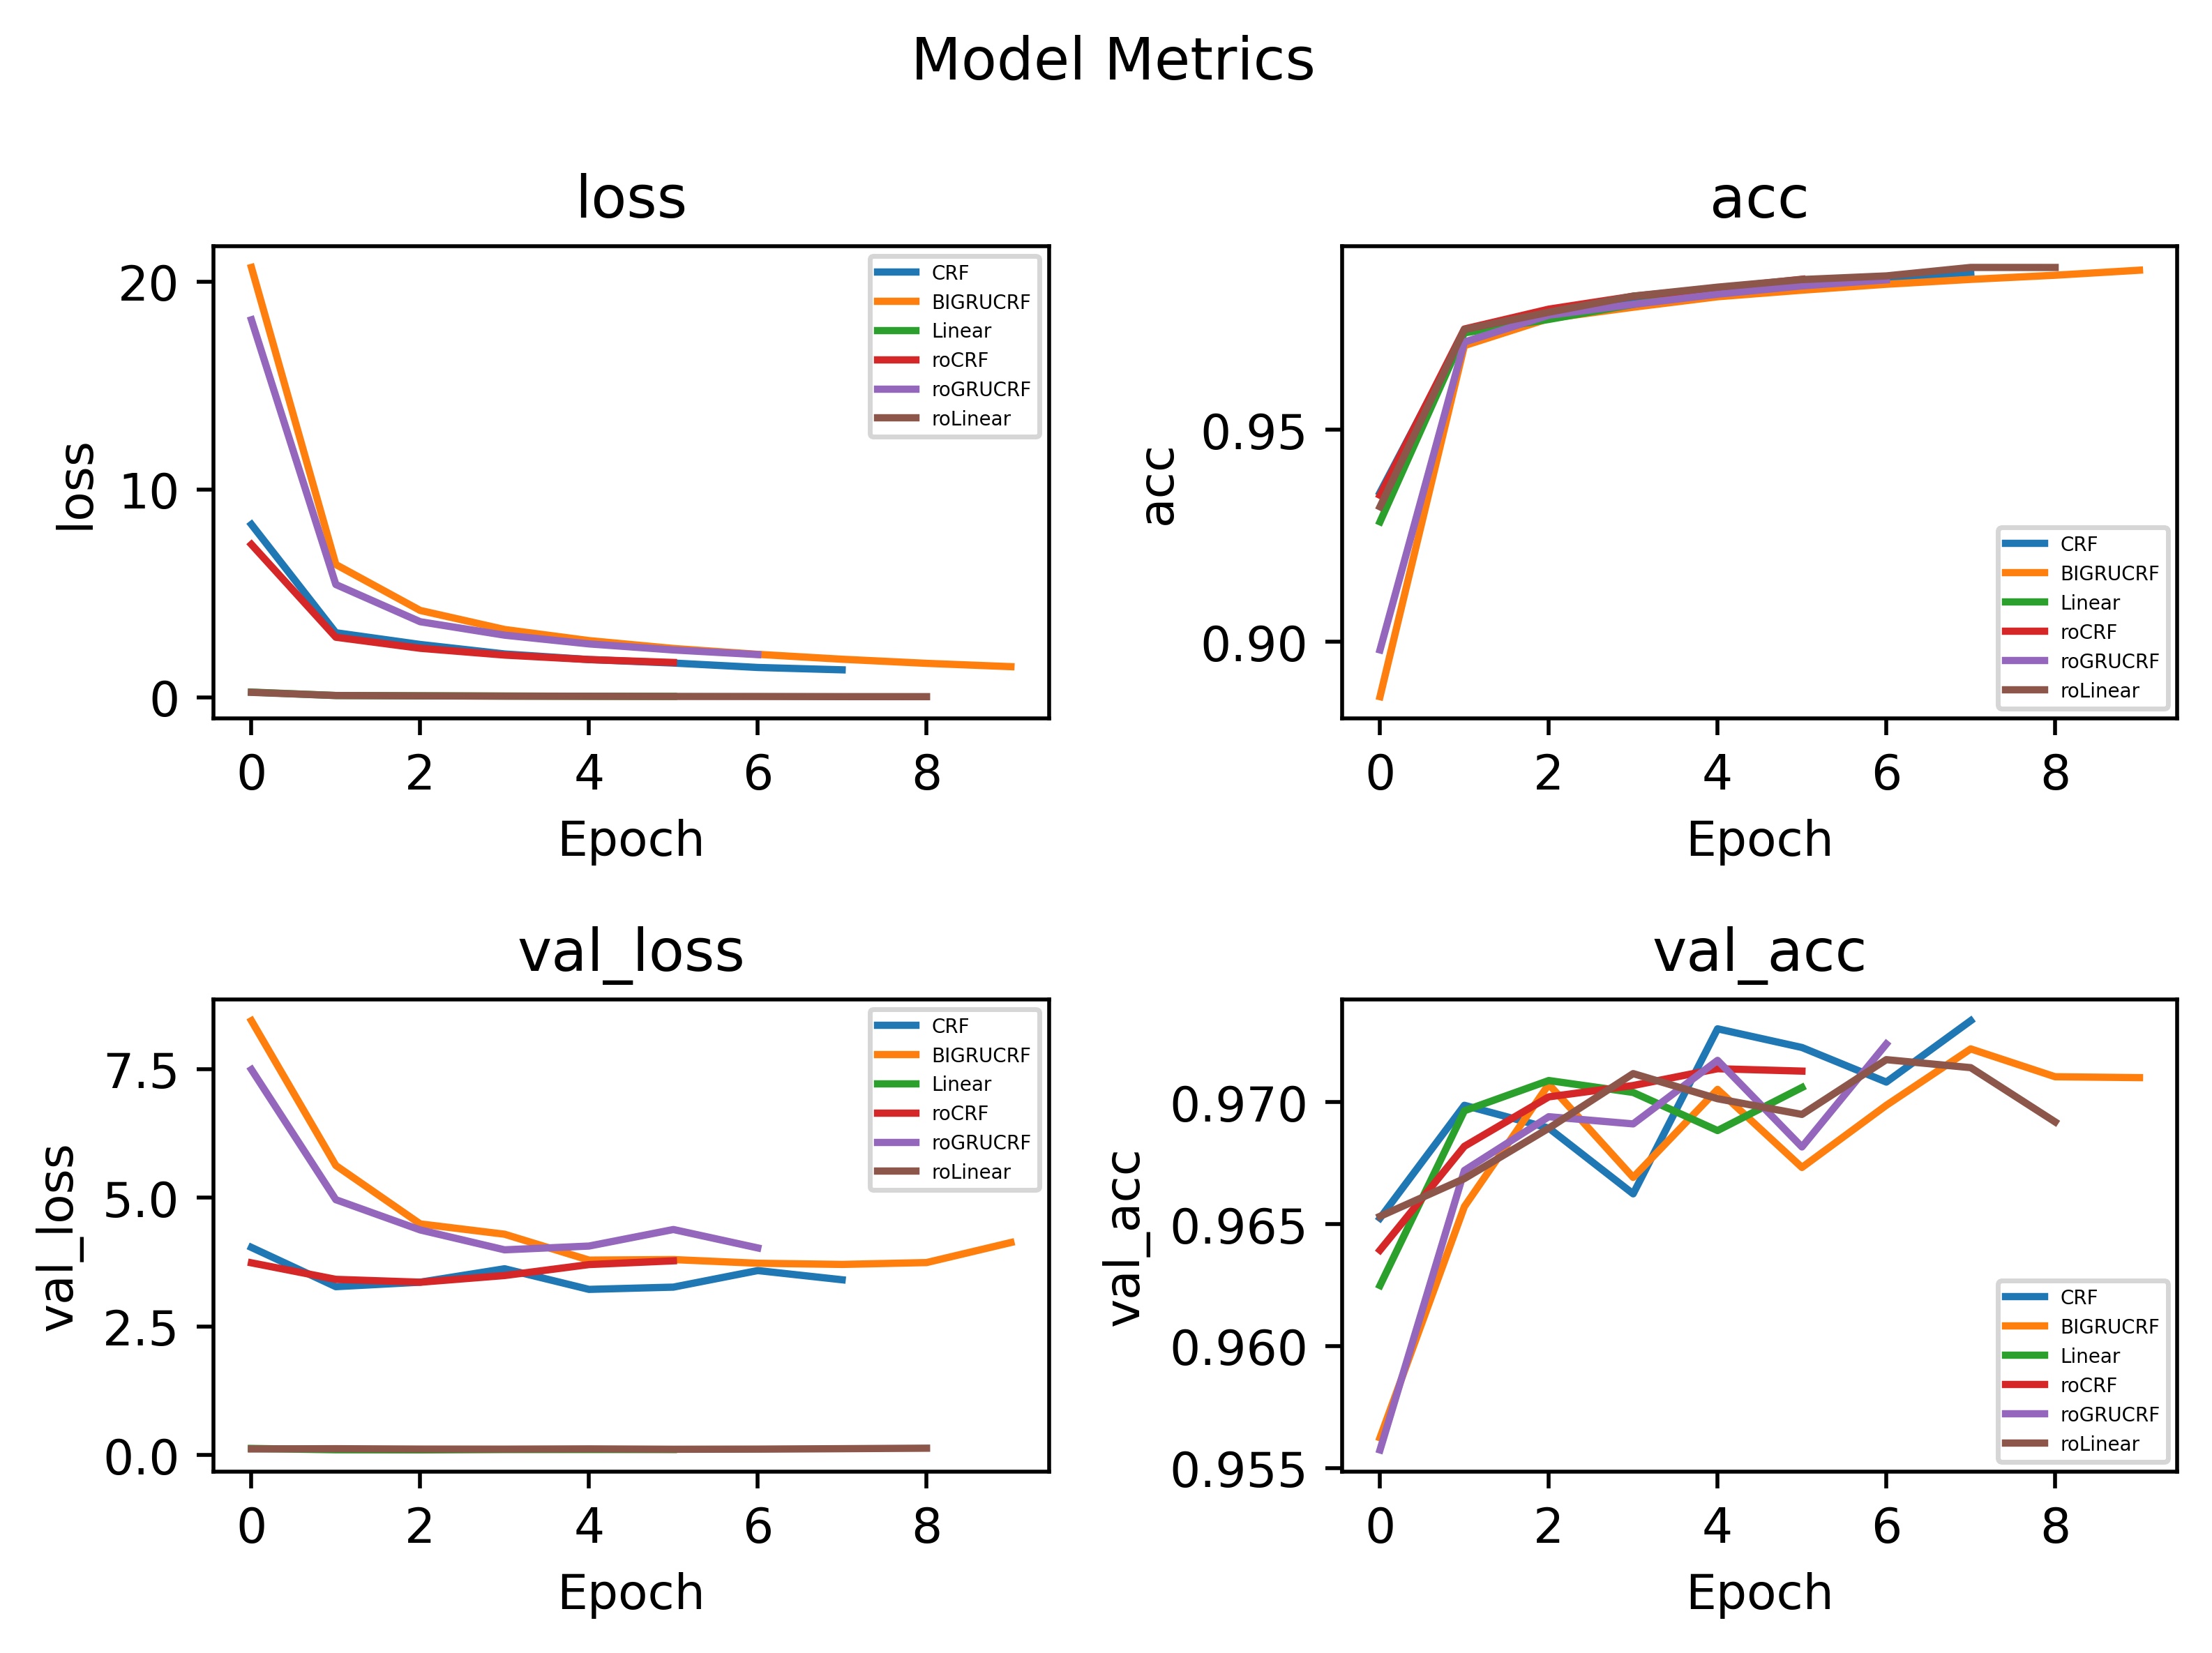 Model Metrics
loss
20
10
0
loss
0 2 4 6 8
Epoch
CRF
BIGRUCRF
Linear
roCRF
roGRUCRF
roLinear
acc
0.95
0.90
acc
0 2 4 6 8
Epoch
CRF
BIGRUCRF
Linear
roCRF
roGRUCRF
roLinear
val_loss
7.5
5.0
2.5
0.0
val_loss
0 2 4 6 8
Epoch
CRF
BIGRUCRF
Linear
roCRF
roGRUCRF
roLinear
val_acc
0.970
0.965
0.960
0.955
val_acc
0 2 4 6 8
Epoch
CRF
BIGRUCRF
Linear
roCRF
roGRUCRF
roLinear